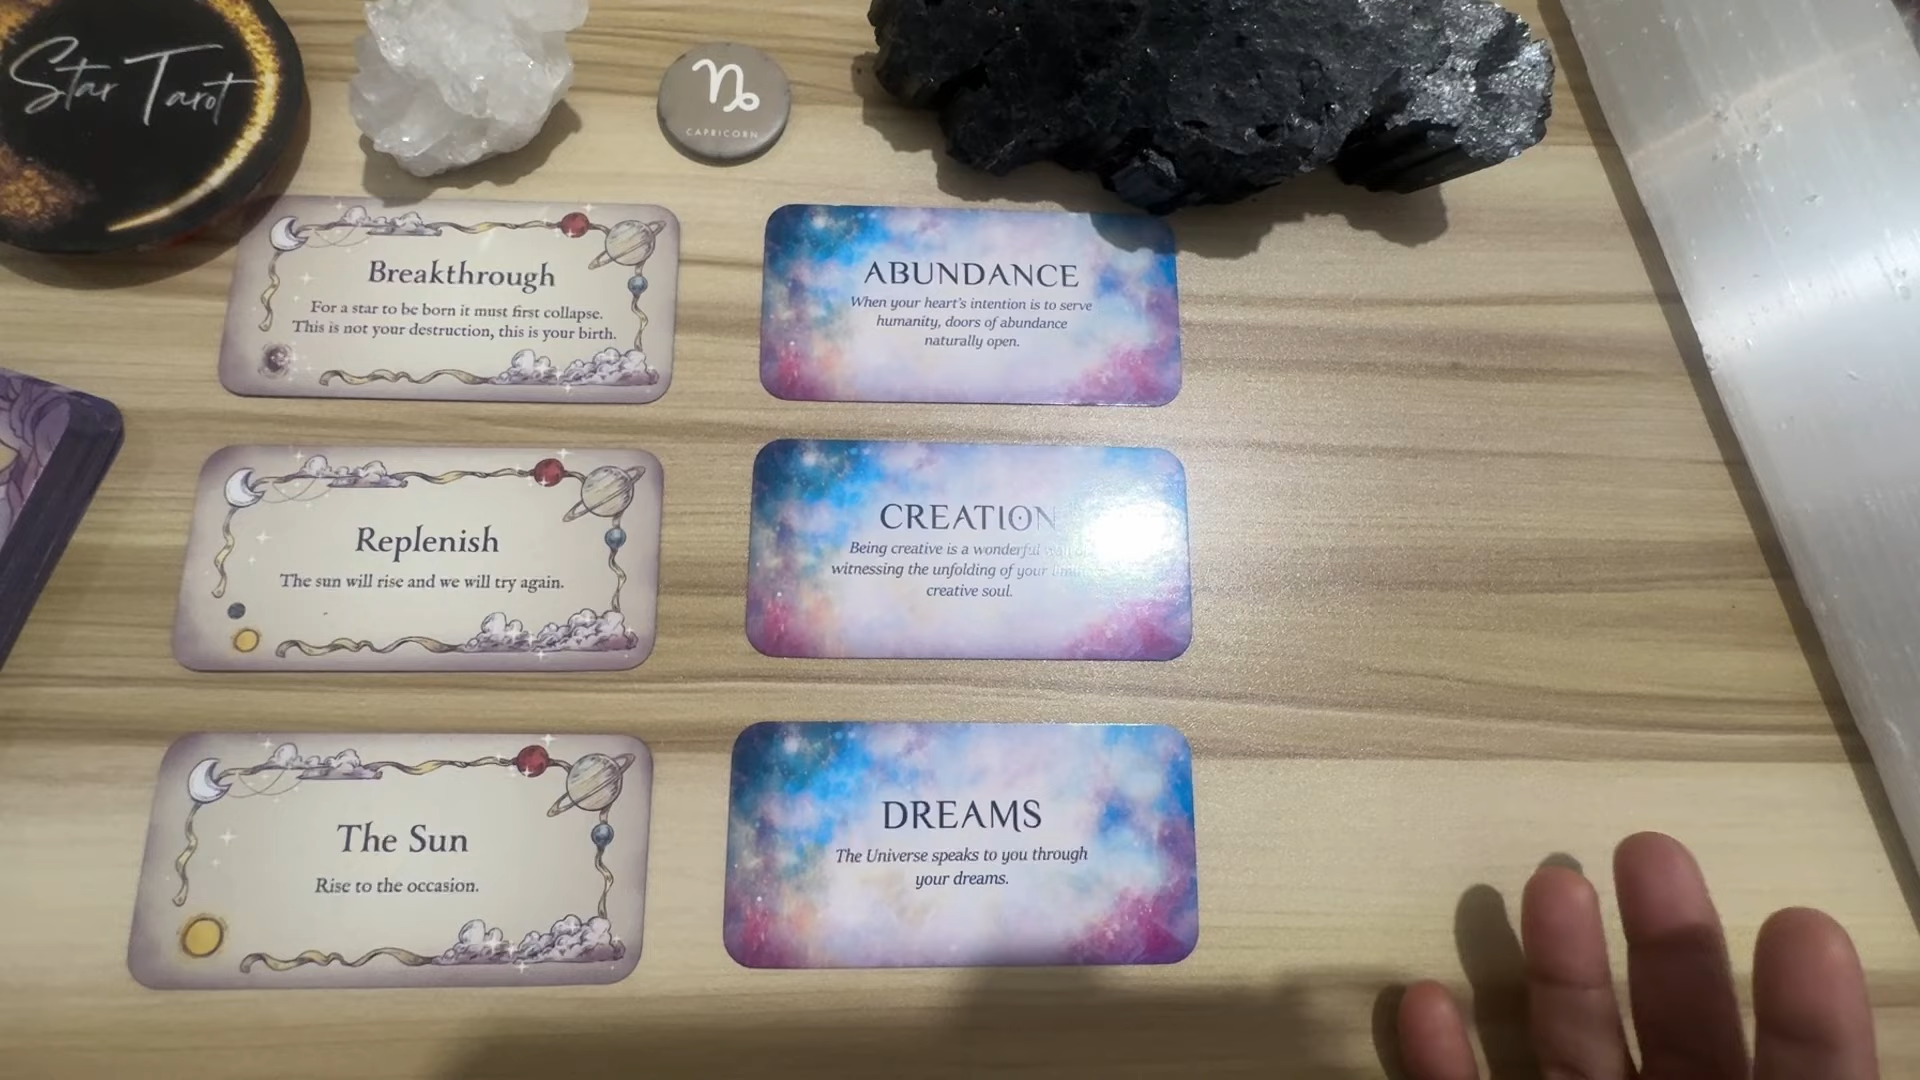 Star Tarot
CAPRICORN
Breakthrough
For a star to be born it must first collapse.
This is not your destruction, this is your birth.
ABUNDANCE
When your heart's intention is to serve
humanity, doors of abundance
naturally open.
Replenish
The sun will rise and we will try again.
CREATION
Being creative is a wonderful
witnessing the unfolding of your
creative soul.
The Sun
Rise to the occasion.
DREAMS
The Universe speaks to you through
your dreams.